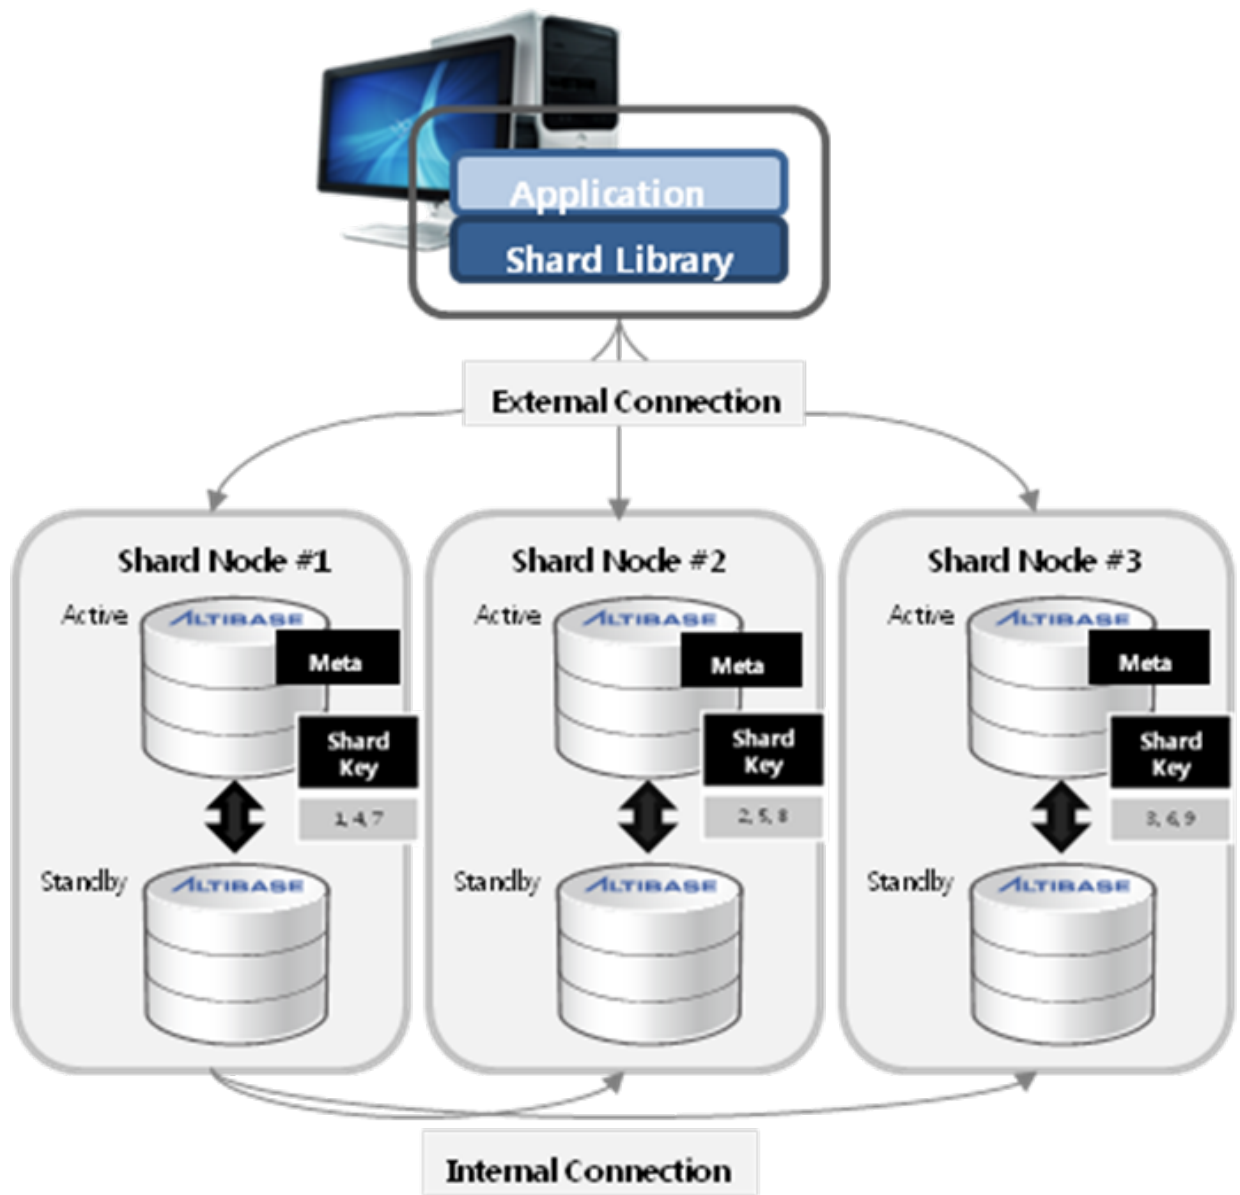 Application
Shard Library
External Connection
Shard Node #1
Active
ALTIBASE
Meta
Shard
Key
1, 4, 7
Standby
ALTIBASE
Shard Node #2
Active
ALTIBASE
Meta
Shard
Key
2, 5, 8
Standby
ALTIBASE
Shard Node #3
Active
ALTIBASE
Meta
Shard
Key
3, 6, 9
Standby
ALTIBASE
Internal Connection